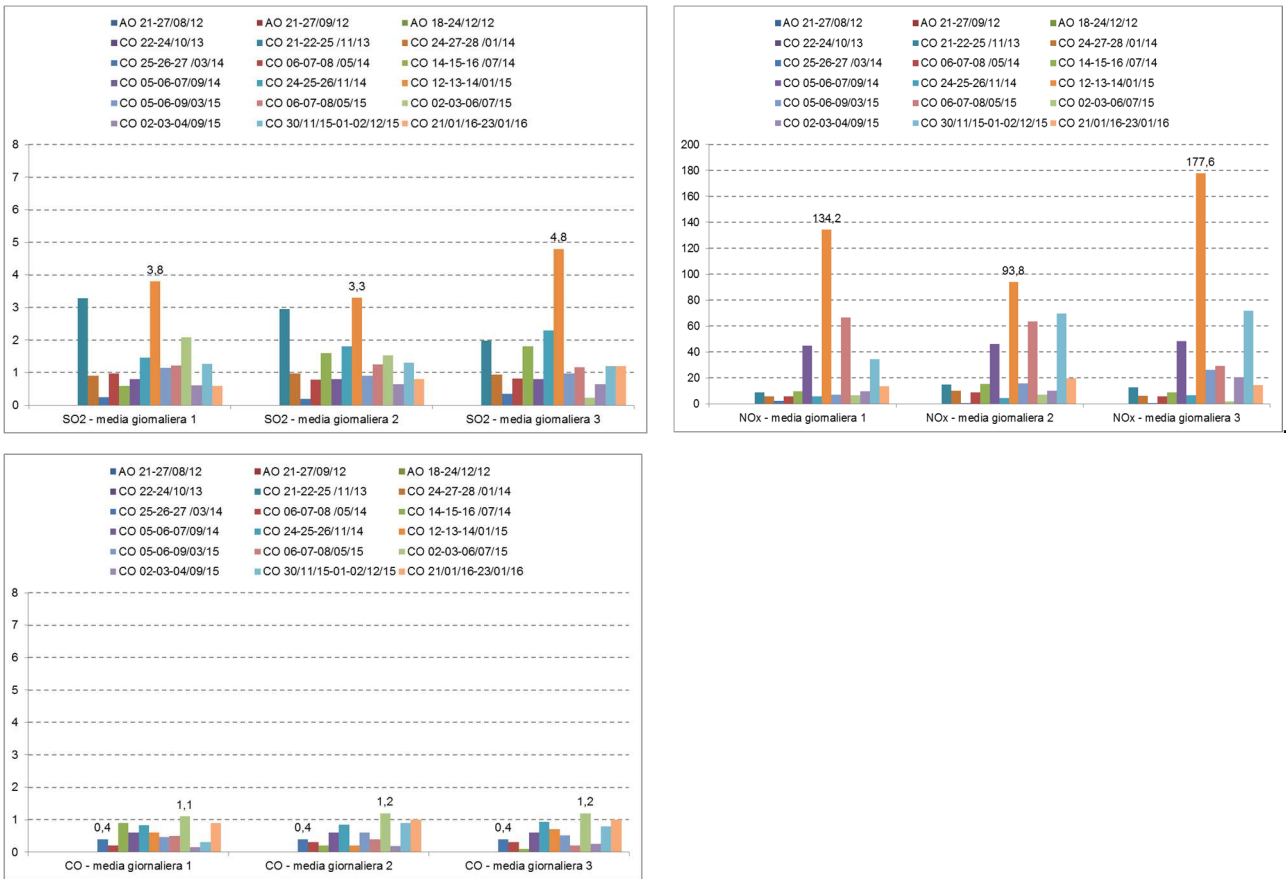 AO 21-27/08/12 AO 21-27/09/12 AO 18-24/12/12
CO 22-24/10/13 CO 21-22-25 /11/13 CO 24-27-28 /01/14
CO 25-26-27 /03/14 CO 06-07-08 /05/14 CO 14-15-16 /07/14
CO 05-06-07/09/14 CO 24-25-26/11/14 CO 12-13-14/01/15
CO 05-06-09/03/15 CO 06-07-08/05/15 CO 02-03-06/07/15
CO 02-03-04/09/15 CO 30/11/15-01-02/12/15 CO 21/01/16-23/01/16
8
7
6
5
4
3
2
1
0
3,8
3,3
4,8
SO2 - media giornaliera 1 SO2 - media giornaliera 2 SO2 - media giornaliera 3
AO 21-27/08/12 AO 21-27/09/12 AO 18-24/12/12
CO 22-24/10/13 CO 21-22-25 /11/13 CO 24-27-28 /01/14
CO 25-26-27 /03/14 CO 06-07-08 /05/14 CO 14-15-16 /07/14
CO 05-06-07/09/14 CO 24-25-26/11/14 CO 12-13-14/01/15
CO 05-06-09/03/15 CO 06-07-08/05/15 CO 02-03-06/07/15
CO 02-03-04/09/15 CO 30/11/15-01-02/12/15 CO 21/01/16-23/01/16
200
180
160
140
120
100
80
60
40
20
0
134,2
93,8
177,6
NOx - media giornaliera 1 NOx - media giornaliera 2 NOx - media giornaliera 3
AO 21-27/08/12 AO 21-27/09/12 AO 18-24/12/12
CO 22-24/10/13 CO 21-22-25 /11/13 CO 24-27-28 /01/14
CO 25-26-27 /03/14 CO 06-07-08 /05/14 CO 14-15-16 /07/14
CO 05-06-07/09/14 CO 24-25-26/11/14 CO 12-13-14/01/15
CO 05-06-09/03/15 CO 06-07-08/05/15 CO 02-03-06/07/15
CO 02-03-04/09/15 CO 30/11/15-01-02/12/15 CO 21/01/16-23/01/16
8
7
6
5
4
3
2
1
0
0,4 1,1
0,4 1,2
0,4 1,2
CO - media giornaliera 1 CO - media giornaliera 2 CO - media giornaliera 3
.